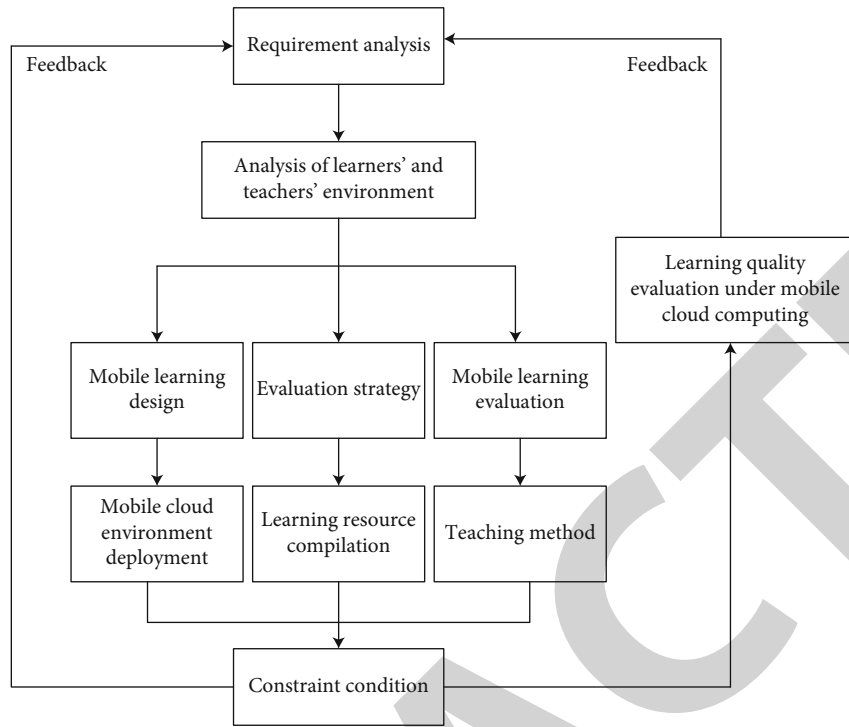 Requirement analysis
Feedback
Feedback
Analysis of learners’ and
teachers’ environment
Learning quality
evaluation under mobile
cloud computing
Mobile learning
design
Evaluation strategy
Mobile learning
evaluation
Mobile cloud
environment
deployment
Learning resource
compilation
Teaching method
Constraint condition
ACT